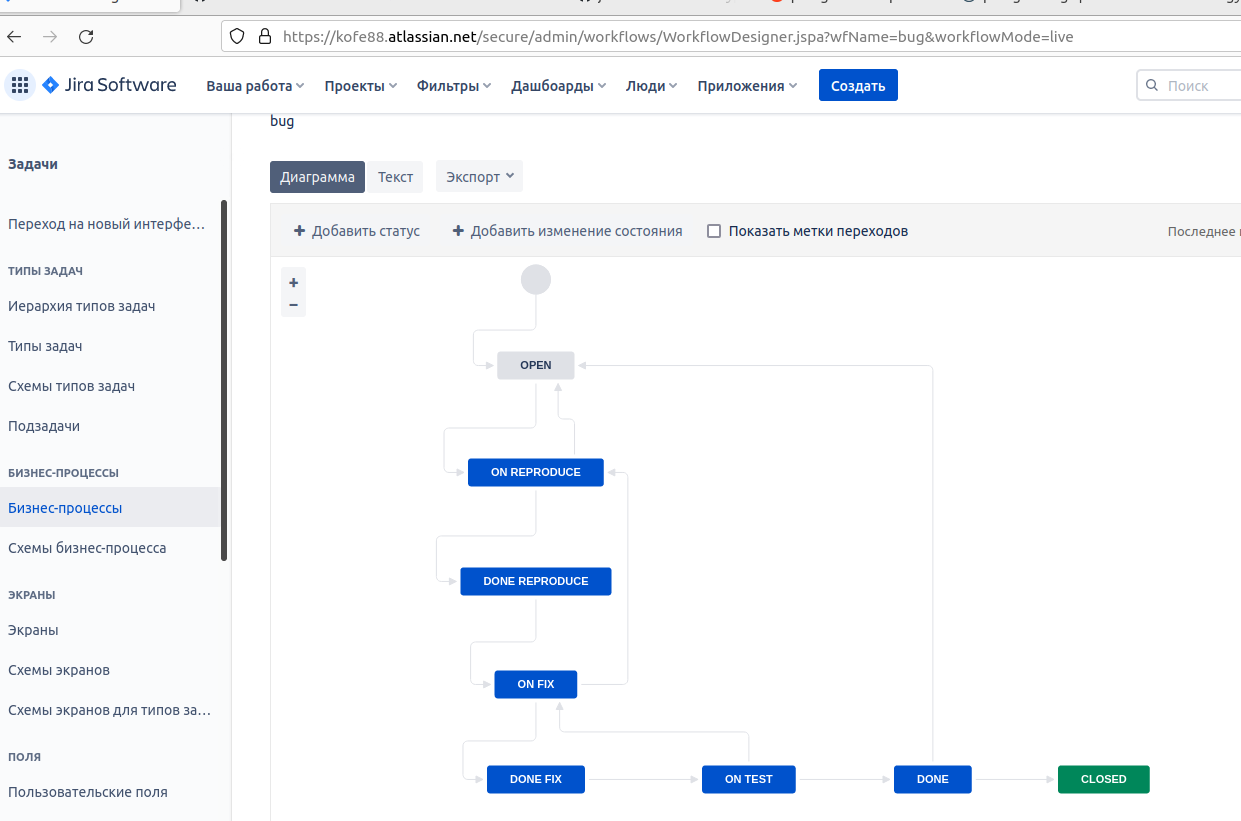 https://kofe88.atlassian.net/secure/admin/workflows/WorkflowDesigner.jspa?wfName=bug&workflowMode=live
Jira Software Ваша работа Проекты Фильтры Дашбоарды Люди Приложения Создать Поиск
bug
Задачи
Диаграмма Текст Экспорт
Переход на новый интерфе...
+ Добавить статус + Добавить изменение состояния Показать метки переходов Последнее
ТИПЫ ЗАДАЧ
+
−
Иерархия типов задач
Типы задач
Схемы типов задач
Подзадачи
БИЗНЕС-ПРОЦЕССЫ
Бизнес-процессы
Схемы бизнес-процесса
ЭКРАНЫ
Экраны
Схемы экранов
Схемы экранов для типов за...
ПОЛЯ
Пользовательские поля
OPEN
ON REPRODUCE
DONE REPRODUCE
ON FIX
DONE FIX ON TEST DONE CLOSED